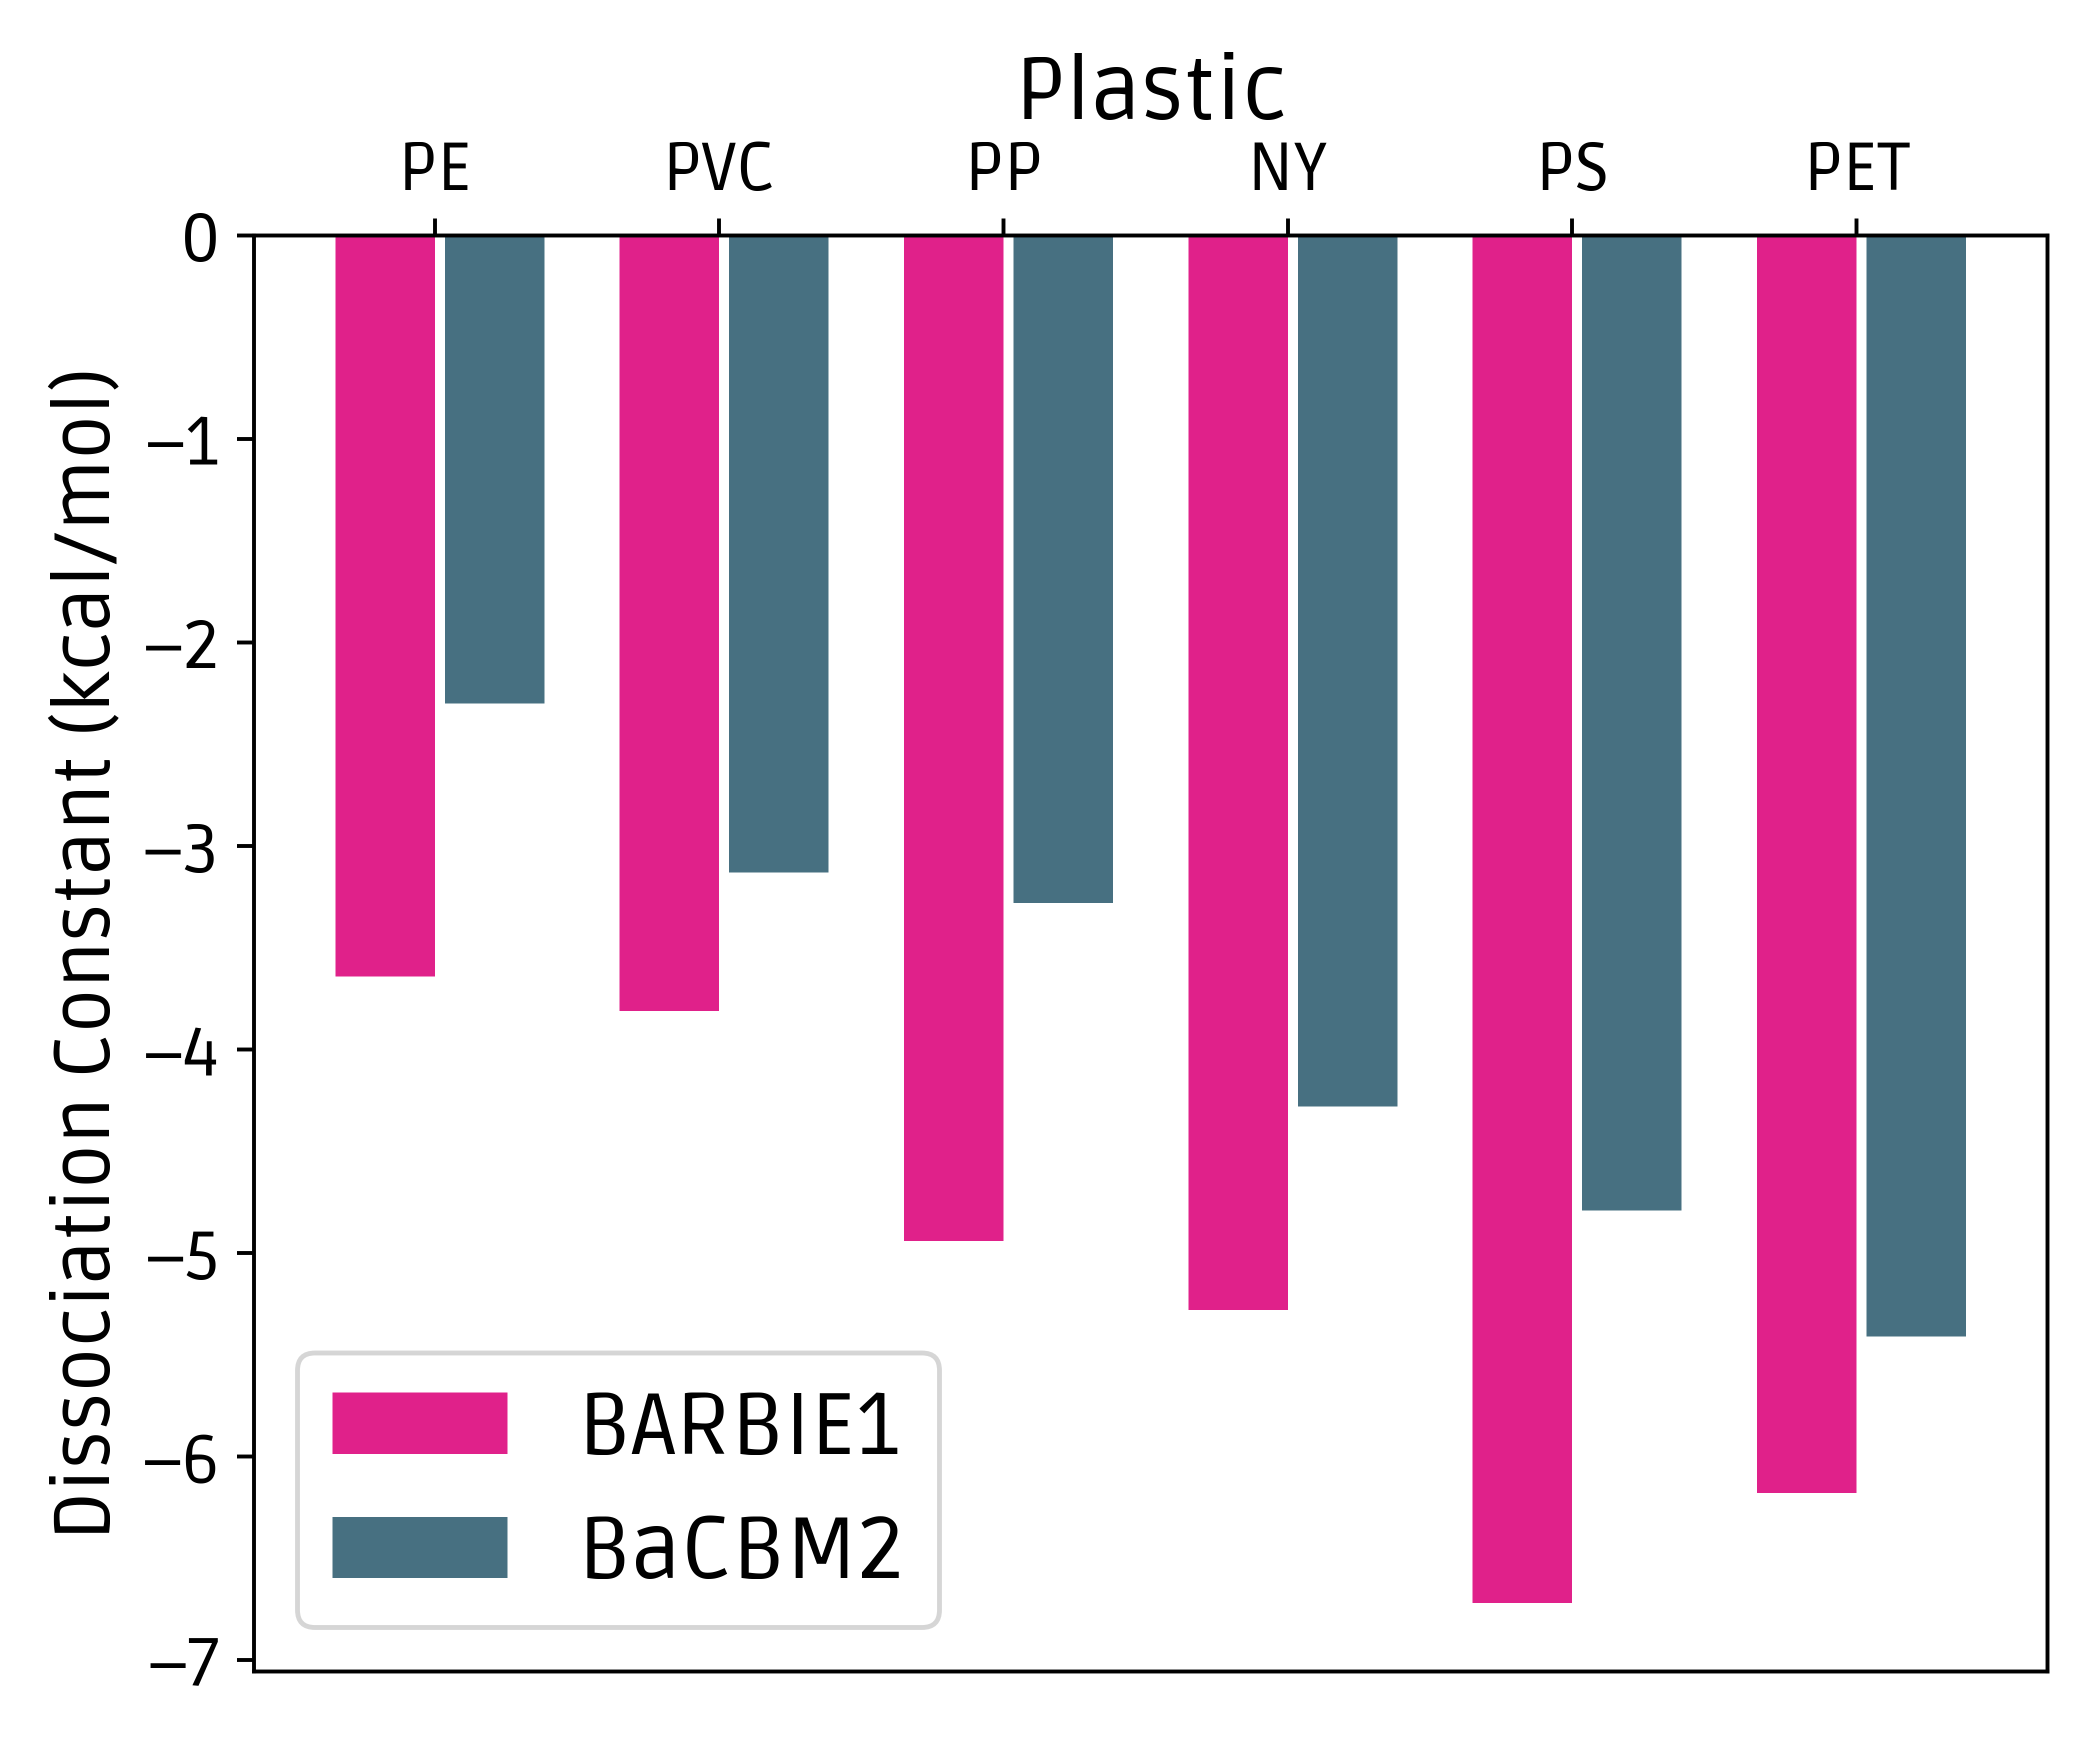 Plastic
PE PVC PP NY PS PET
Dissociation Constant (kcal/mol)
0
−1
−2
−3
−4
−5
−6
−7
BARBIE1
BaCBM2